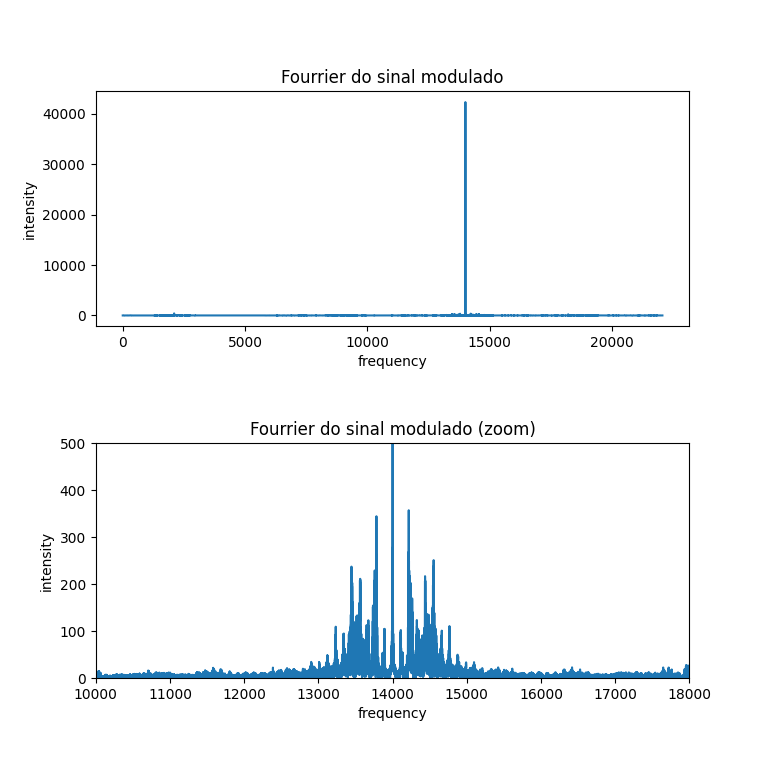 Fourrier do sinal modulado
40000
30000
20000
10000
0
intensity
0 5000 10000 15000 20000
frequency
Fourrier do sinal modulado (zoom)
500
400
300
200
100
0
intensity
10000 11000 12000 13000 14000 15000 16000 17000 18000
frequency